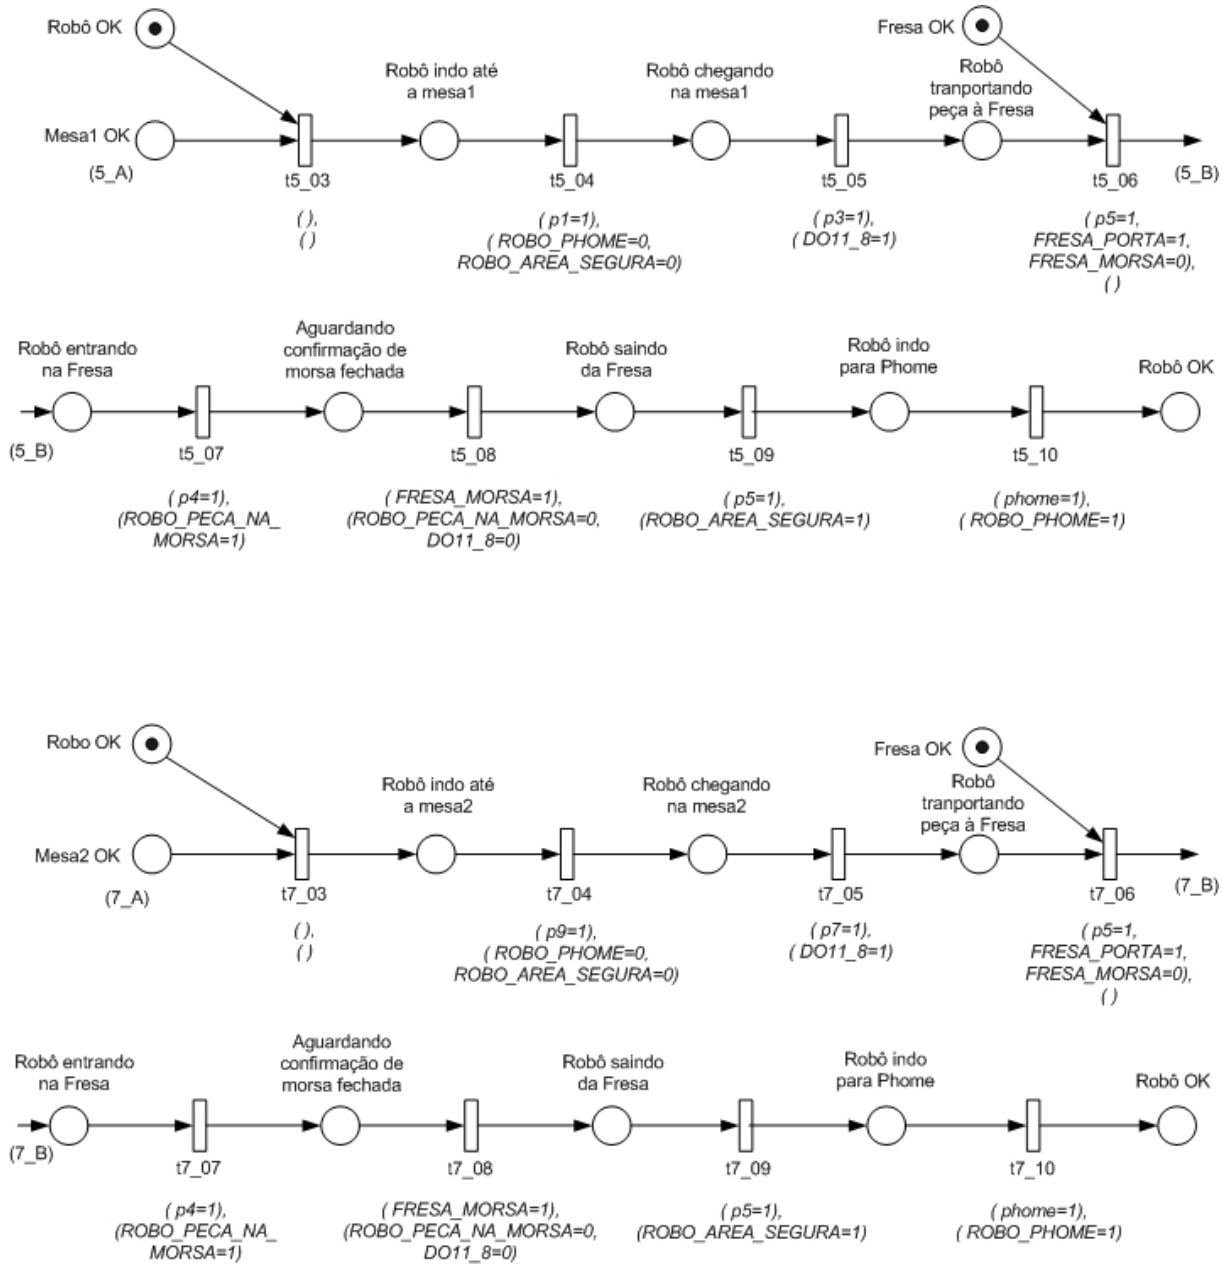 Robô OK
Fresa OK
Robô indo até
a mesa1
Robô chegando
na mesa1
Robô
tranportando
peça à Fresa
Mesa1 OK
(5_A)
t5_03
t5_04
t5_05
t5_06
(5_B)
( ),
( )
( p1=1),
( ROBO_PHOME=0,
ROBO_AREA_SEGURA=0)
( p3=1),
( DO11_8=1)
( p5=1,
FRESA_PORTA=1,
FRESA_MORSA=0),
( )
Robô entrando
na Fresa
Aguardando
confirmação de
morsa fechada
Robô saindo
da Fresa
Robô indo
para Phome
Robô OK
(5_B)
t5_07
t5_08
t5_09
t5_10
( p4=1),
(ROBO_PECA_NA_
MORSA=1)
( FRESA_MORSA=1),
(ROBO_PECA_NA_MORSA=0,
DO11_8=0)
( p5=1),
(ROBO_AREA_SEGURA=1)
( phome=1),
( ROBO_PHOME=1)
Robo OK
Fresa OK
Robô indo até
a mesa2
Robô chegando
na mesa2
Robô
tranportando
peça à Fresa
Mesa2 OK
(7_A)
t7_03
t7_04
t7_05
t7_06
(7_B)
( ),
( )
( p9=1),
( ROBO_PHOME=0,
ROBO_AREA_SEGURA=0)
( p7=1),
( DO11_8=1)
( p5=1,
FRESA_PORTA=1,
FRESA_MORSA=0),
( )
Robô entrando
na Fresa
Aguardando
confirmação de
morsa fechada
Robô saindo
da Fresa
Robô indo
para Phome
Robô OK
(7_B)
t7_07
t7_08
t7_09
t7_10
( p4=1),
(ROBO_PECA_NA_
MORSA=1)
( FRESA_MORSA=1),
(ROBO_PECA_NA_MORSA=0,
DO11_8=0)
( p5=1),
(ROBO_AREA_SEGURA=1)
( phome=1),
( ROBO_PHOME=1)